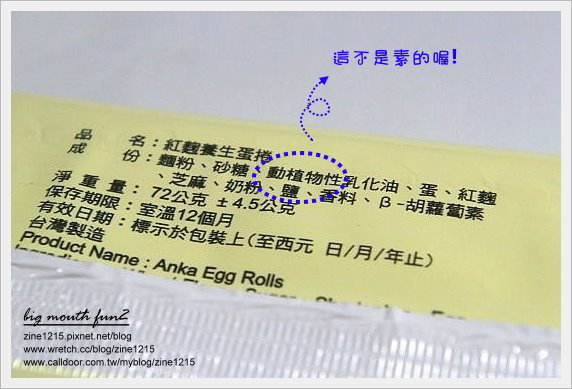 這不是素的喔!
品　名：紅麴養生蛋捲
成　份：麵粉、砂糖、動植物性乳化油、蛋、紅麴
、芝麻、奶粉、鹽、香料、β-胡蘿蔔素
淨重量：72公克 ± 4.5公克
保存期限：室溫12個月
有效日期：標示於包裝上(至西元 日/月/年止)
台灣製造
Product Name : Anka Egg Rolls
big mouth fun2
zine1215.pixnet.net/blog
www.wretch.cc/blog/zine1215
www.calldoor.com.tw/myblog/zine1215